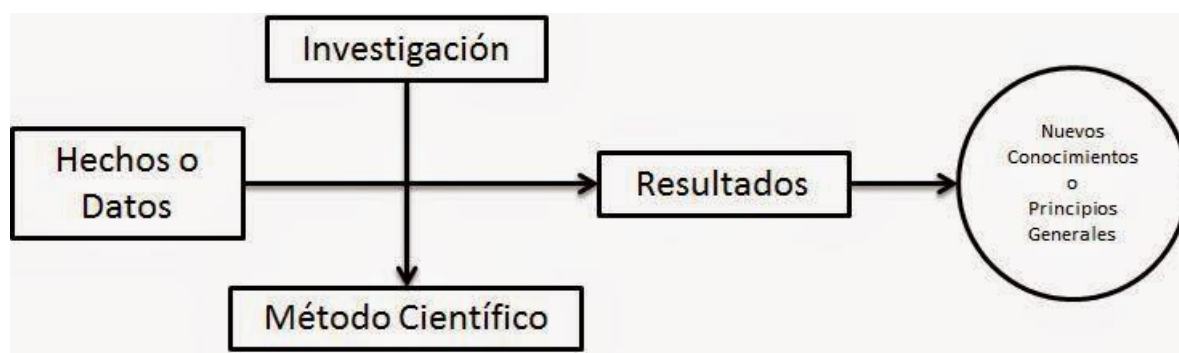 Investigación
Hechos o
Datos
Resultados
Nuevos
Conocimientos
o
Principios
Generales
Método Científico